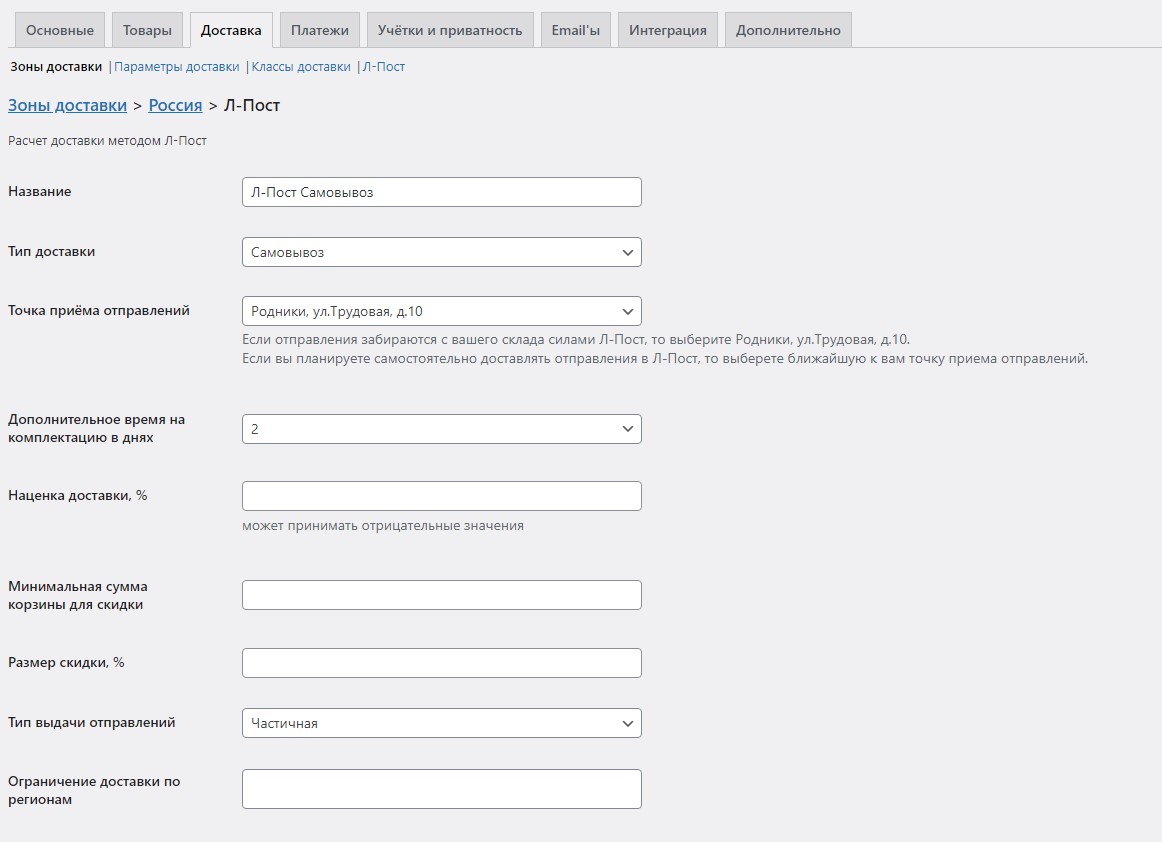 Основные Товары Доставка Платежи Учётки и приватность Email'ы Интеграция Дополнительно
Зоны доставки | Параметры доставки | Классы доставки | Л-Пост
Зоны доставки > Россия > Л-Пост
Расчет доставки методом Л-Пост
Название Л-Пост Самовывоз
Тип доставки Самовывоз
Точка приёма отправлений Родники, ул.Трудовая, д.10
Если отправления забираются с вашего склада силами Л-Пост, то выберите Родники, ул.Трудовая, д.10.
Если вы планируете самостоятельно доставлять отправления в Л-Пост, то выберете ближайшую к вам точку приема отправлений.
Дополнительное время на
комплектацию в днях
2
Наценка доставки, %
может принимать отрицательные значения
Минимальная сумма
корзины для скидки
Размер скидки, %
Тип выдачи отправлений Частичная
Ограничение доставки по
регионам